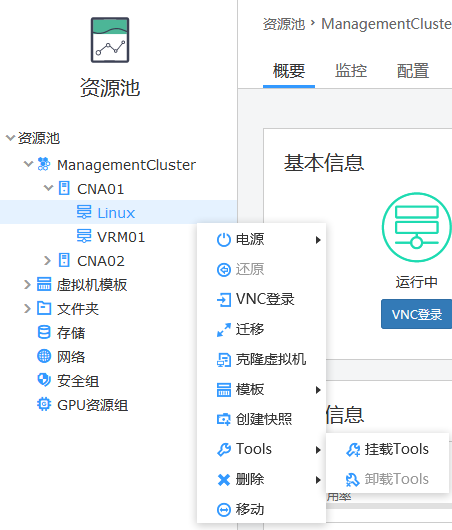 资源池
资源池
ManagementCluster
CNA01
Linux
VRM01
CNA02
虚拟机模板
文件夹
存储
网络
安全组
GPU资源组
资源池 › ManagementCluste
概要 监控 配置
基本信息
运行中
VNC登录
电源
还原
VNC登录
迁移
克隆虚拟机
模板
创建快照
Tools
删除
移动
挂载Tools
卸载Tools
信息
用率